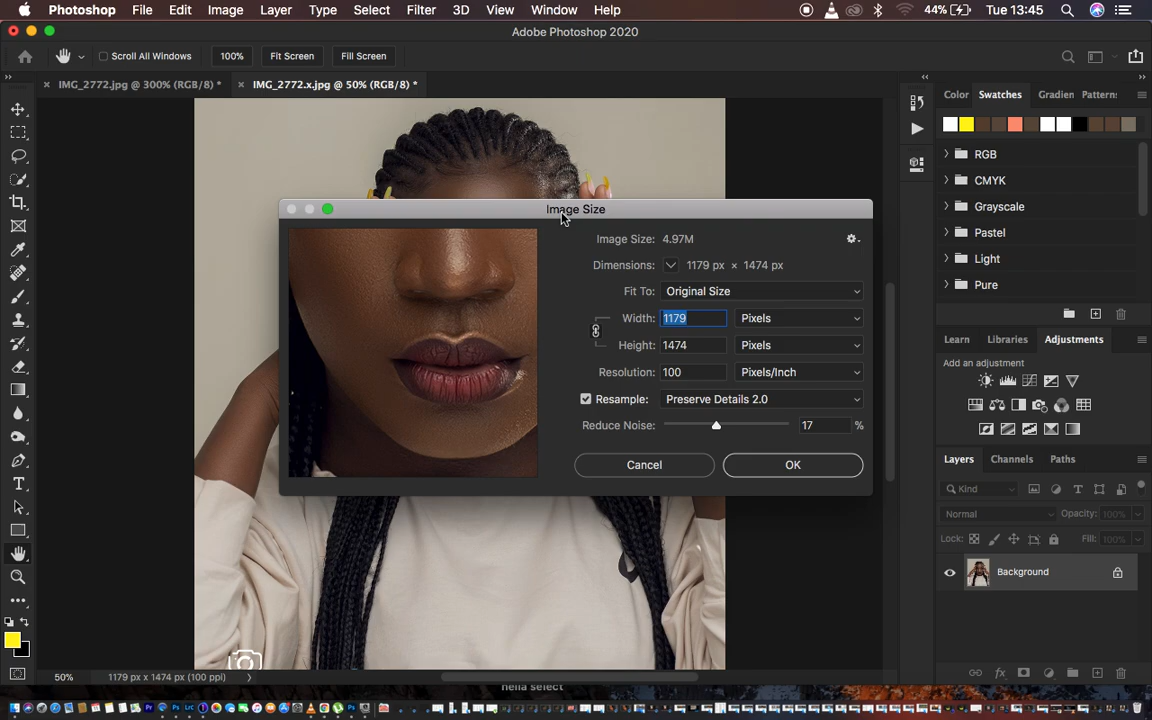 Photoshop File Edit Image Layer Type Select Filter 3D View Window Help 44% Tue 13:45
Adobe Photoshop 2020
Scroll All Windows 100% Fit Screen Fill Screen
IMG_2772.jpg @ 300% (RGB/8) * IMG_2772.x.jpg @ 50% (RGB/8) *
Color Swatches Gradien Pattern:
RGB
CMYK
Grayscale
Pastel
Light
Pure
Image Size
Image Size: 4.97M
Dimensions: 1179 px × 1474 px
Fit To: Original Size
Width: 1179 Pixels
Height: 1474 Pixels
Resolution: 100 Pixels/Inch
Resample: Preserve Details 2.0
Reduce Noise: 17 %
Cancel OK
Learn Libraries Adjustments
Add an adjustment
Layers Channels Paths
Kind
Normal Opacity: 100%
Lock: Fill: 100%
Background
50% 1179 px x 1474 px (100 ppi)
hella select